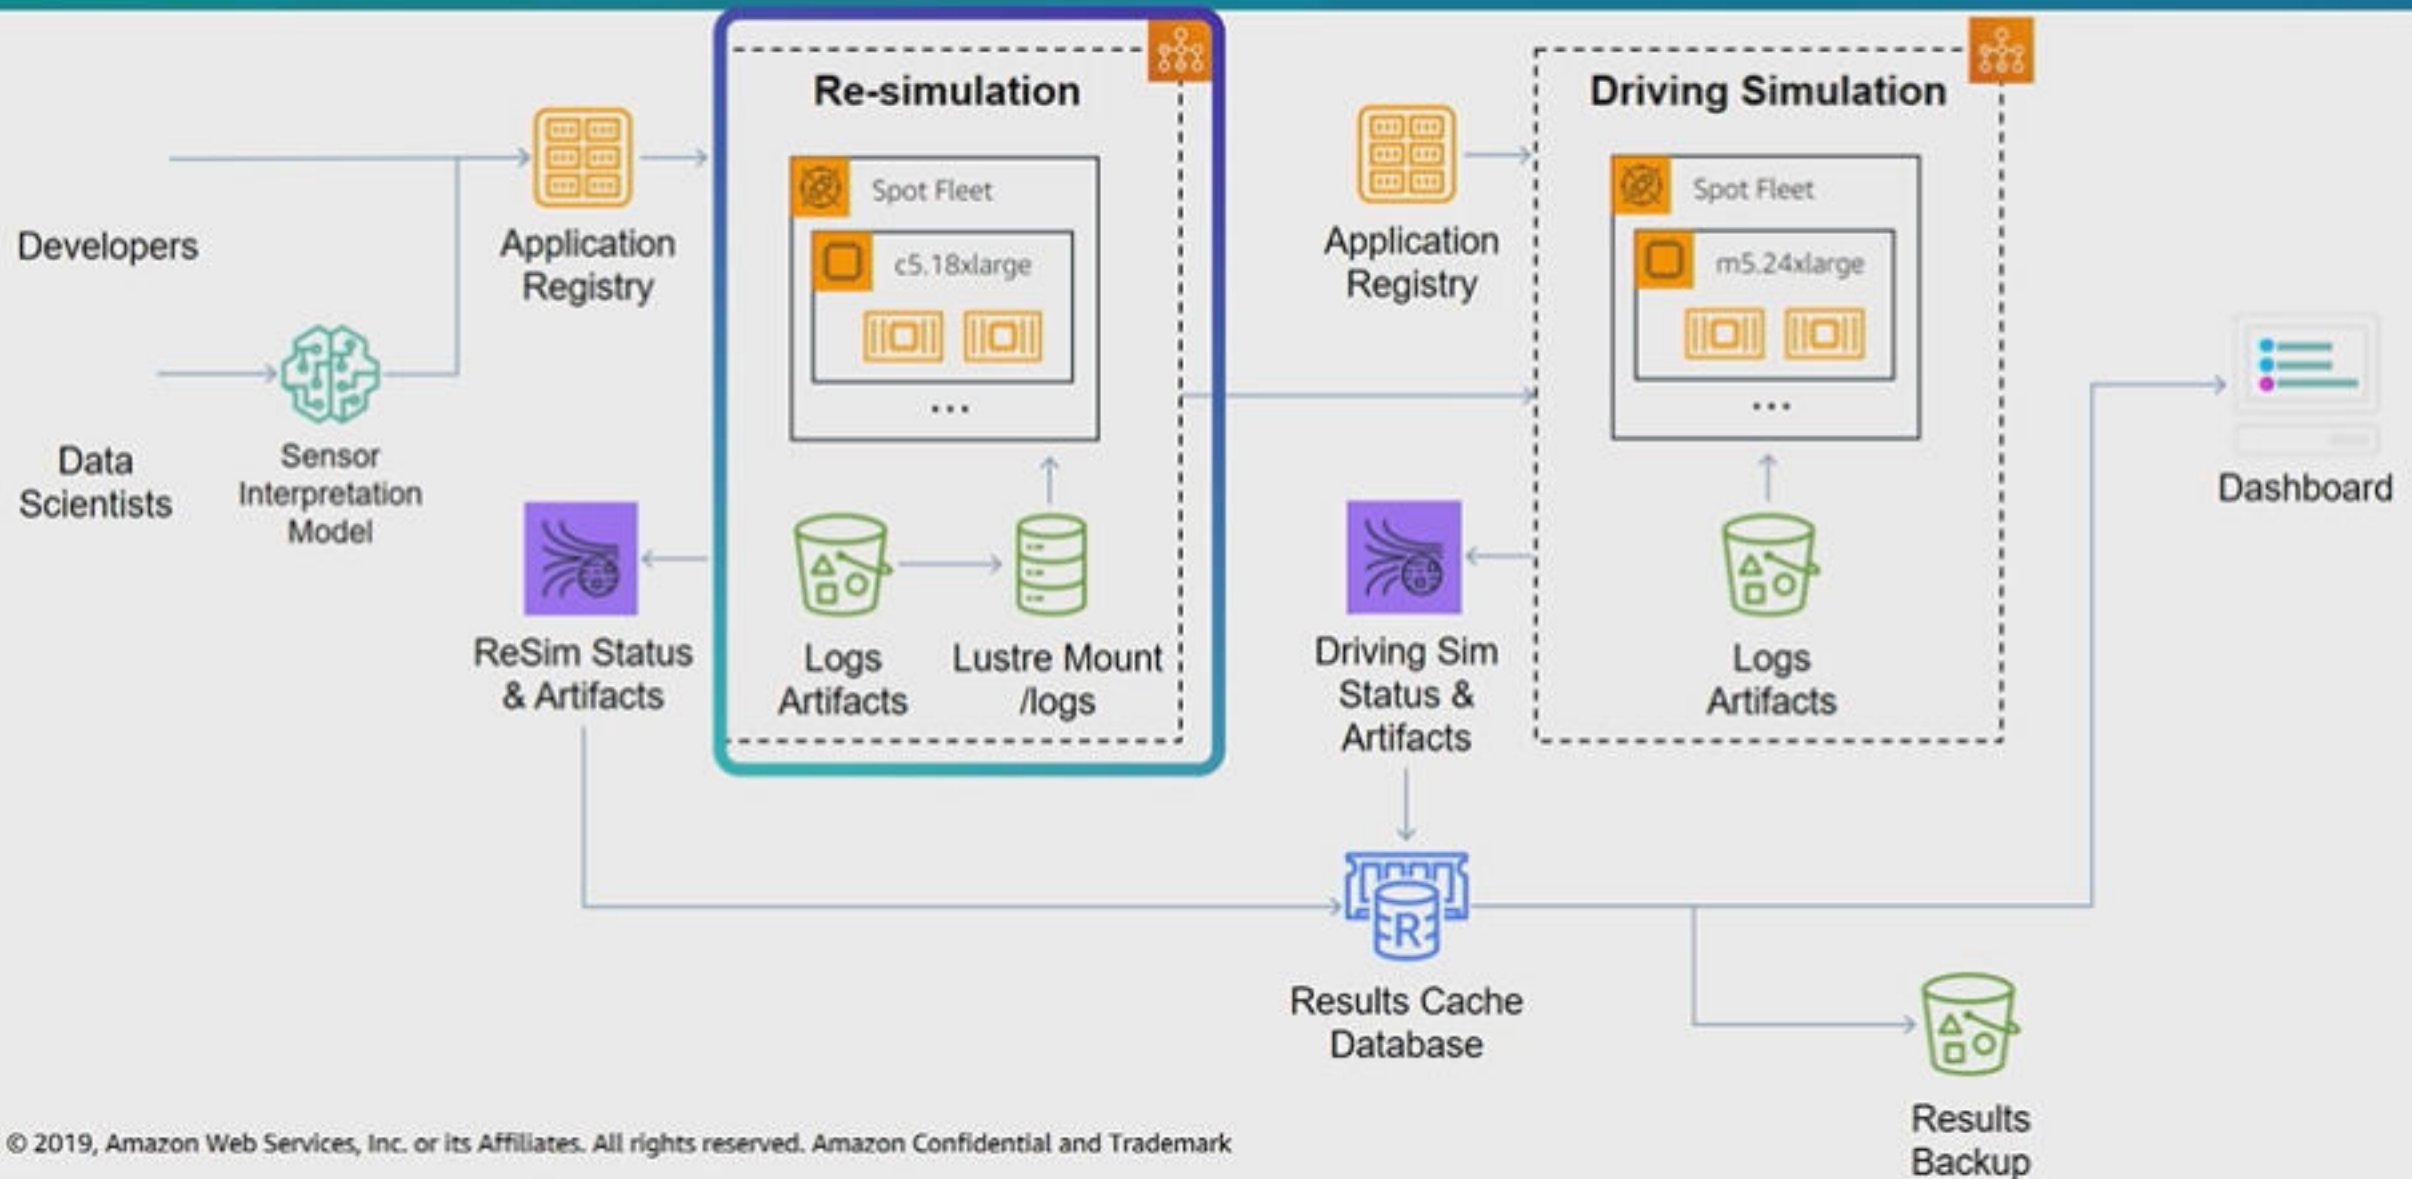 Re-simulation
Driving Simulation
Spot Fleet
Spot Fleet
Developers
Application
Registry
c5.18xlarge
Application
Registry
m5.24xlarge
...
...
Data
Scientists
Sensor
Interpretation
Model
Dashboard
ReSim Status
& Artifacts
Logs
Artifacts
Lustre Mount
/logs
Driving Sim
Status &
Artifacts
Logs
Artifacts
R
Results Cache
Database
Results
Backup
© 2019, Amazon Web Services, Inc. or its Affiliates. All rights reserved. Amazon Confidential and Trademark